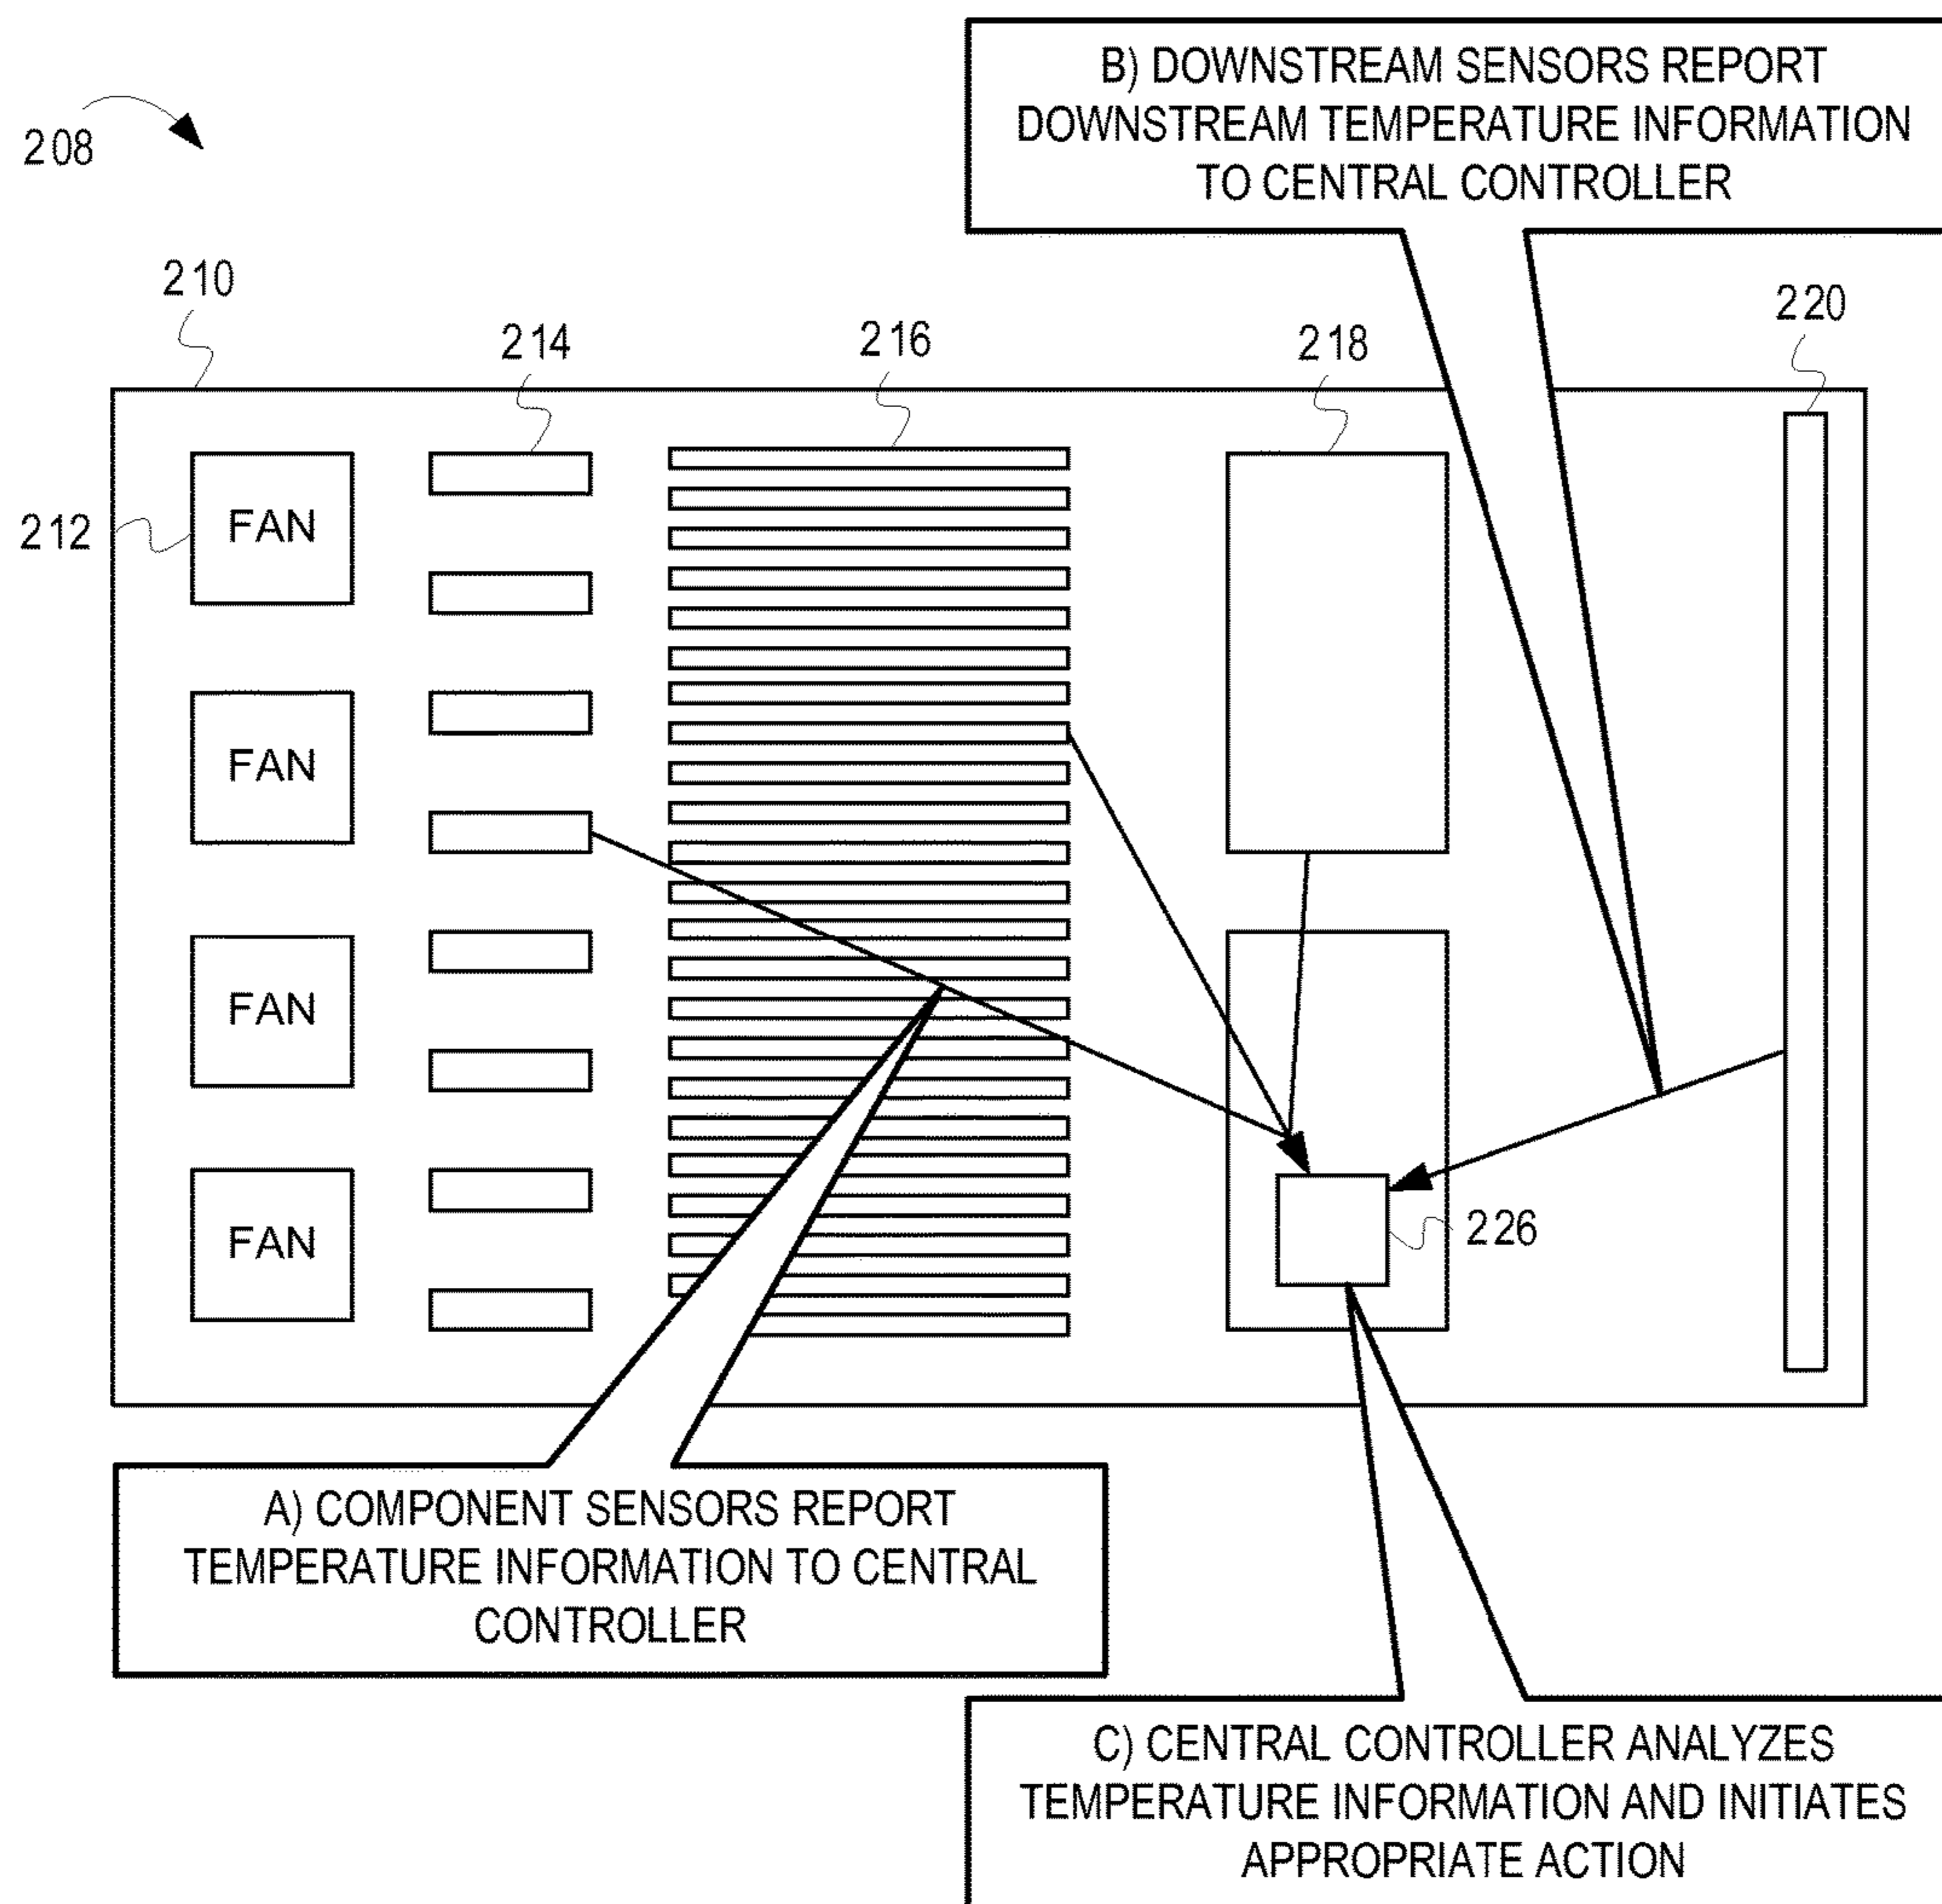 B) DOWNSTREAM SENSORS REPORT
DOWNSTREAM TEMPERATURE INFORMATION
TO CENTRAL CONTROLLER
208
210
214
216
218
220
212
FAN
FAN
FAN
FAN
226
A) COMPONENT SENSORS REPORT
TEMPERATURE INFORMATION TO CENTRAL
CONTROLLER
C) CENTRAL CONTROLLER ANALYZES
TEMPERATURE INFORMATION AND INITIATES
APPROPRIATE ACTION